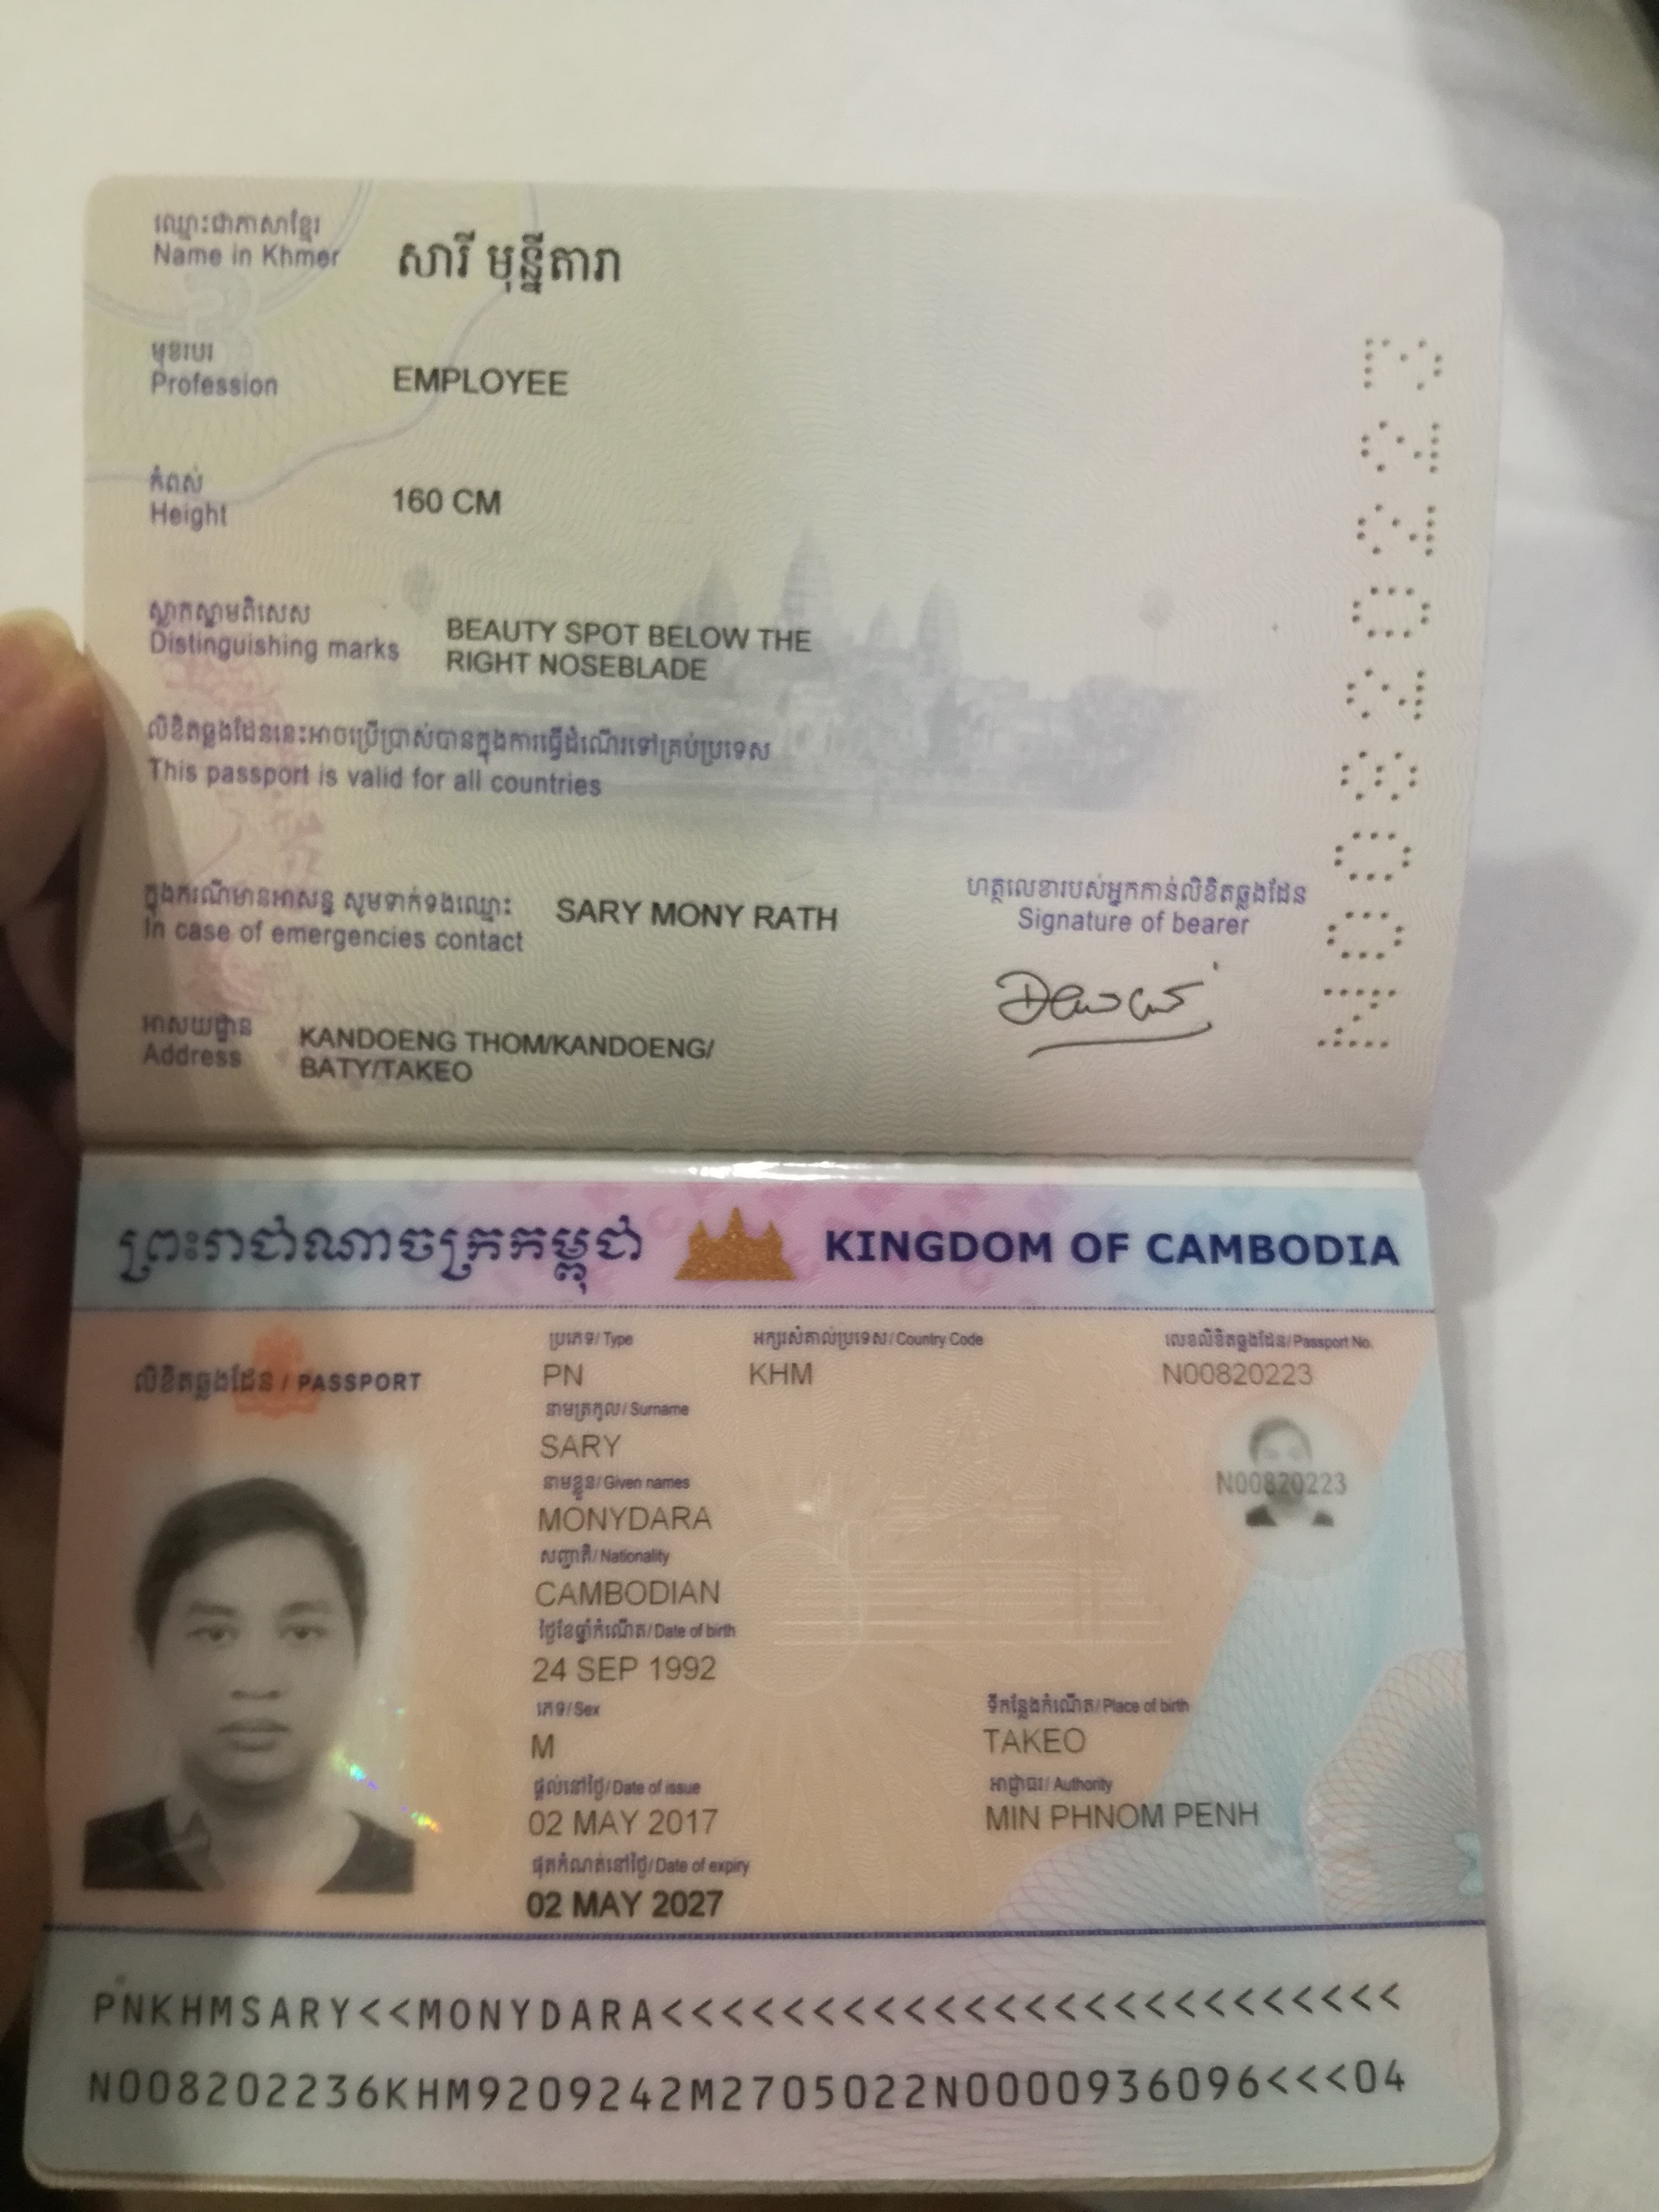 ឈ្មោះជាភាសាខ្មែរ
Name in Khmer
សារី មុន្នីតារា
មុខរបរ
Profession
EMPLOYEE
កំពស់
Height
160 CM
ស្លាកស្នាមពិសេស
Distinguishing marks
BEAUTY SPOT BELOW THE
RIGHT NOSEBLADE
លិខិតឆ្លងដែននេះអាចប្រើប្រាស់បានក្នុងការធ្វើដំណើរទៅគ្រប់ប្រទេស
This passport is valid for all countries
ក្នុងករណីមានអាសន្ន សូមទាក់ទងឈ្មោះ
In case of emergencies contact
SARY MONY RATH
ហត្ថលេខារបស់អ្នកកាន់លិខិតឆ្លងដែន
Signature of bearer
អាសយដ្ឋាន
Address
KANDOENG THOM/KANDOENG/
BATY/TAKEO
N00820223
ព្រះរាជាណាចក្រកម្ពុជា KINGDOM OF CAMBODIA
លិខិតឆ្លងដែន / PASSPORT
ប្រភេទ/ Type
PN
អក្សរសំគាល់ប្រទេស/ Country Code
KHM
លេខលិខិតឆ្លងដែន/ Passport No.
N00820223
នាមត្រកូល/ Surname
SARY
នាមខ្លួន/ Given names
MONYDARA
N00820223
សញ្ជាតិ/ Nationality
CAMBODIAN
ថ្ងៃខែឆ្នាំកំណើត/ Date of birth
24 SEP 1992
ភេទ/ Sex
M
ទីកន្លែងកំណើត/ Place of birth
TAKEO
ផ្តល់នៅថ្ងៃ/ Date of issue
02 MAY 2017
អាជ្ញាធរ/ Authority
MIN PHNOM PENH
ផុតកំណត់នៅថ្ងៃ/ Date of expiry
02 MAY 2027
PNKHMSARY<<MONYDARA<<<<<<<<<<<<<<<<<<<<<<<<<
N008202236KHM9209242M2705022N0000936096<<<04